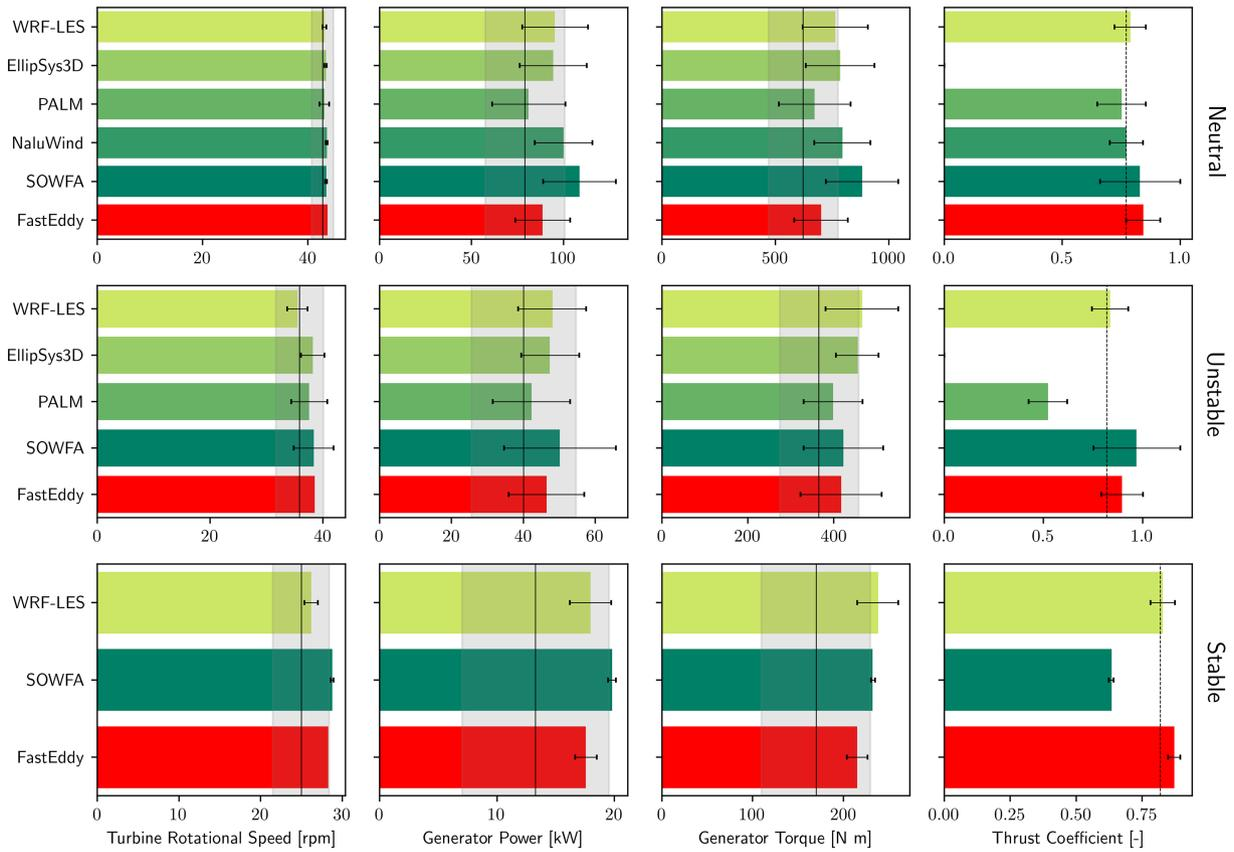 WRF-LES
EllipSys3D
PALM
NaluWind
SOWFA
FastEddy
0 20 40
0 50 100
0 500 1000
0.0 0.5 1.0
Neutral
WRF-LES
EllipSys3D
PALM
SOWFA
FastEddy
0 20 40
0 20 40 60
0 200 400
0.0 0.5 1.0
Unstable
WRF-LES
SOWFA
FastEddy
0 10 20 30
0 10 20
0 100 200
0.00 0.25 0.50 0.75
Stable
Turbine Rotational Speed [rpm]
Generator Power [kW]
Generator Torque [N m]
Thrust Coefficient [-]